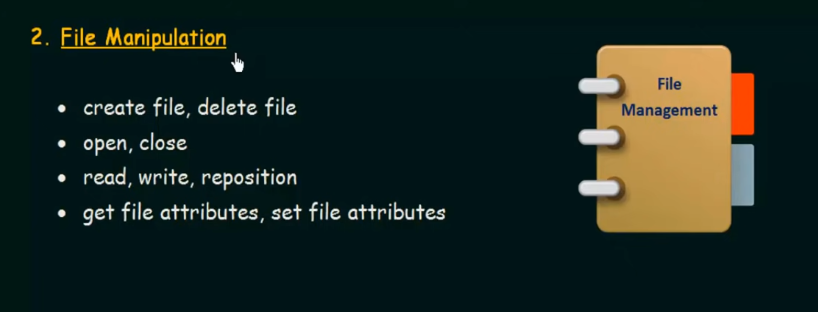 2. File Manipulation
• create file, delete file
• open, close
• read, write, reposition
• get file attributes, set file attributes
File
Management